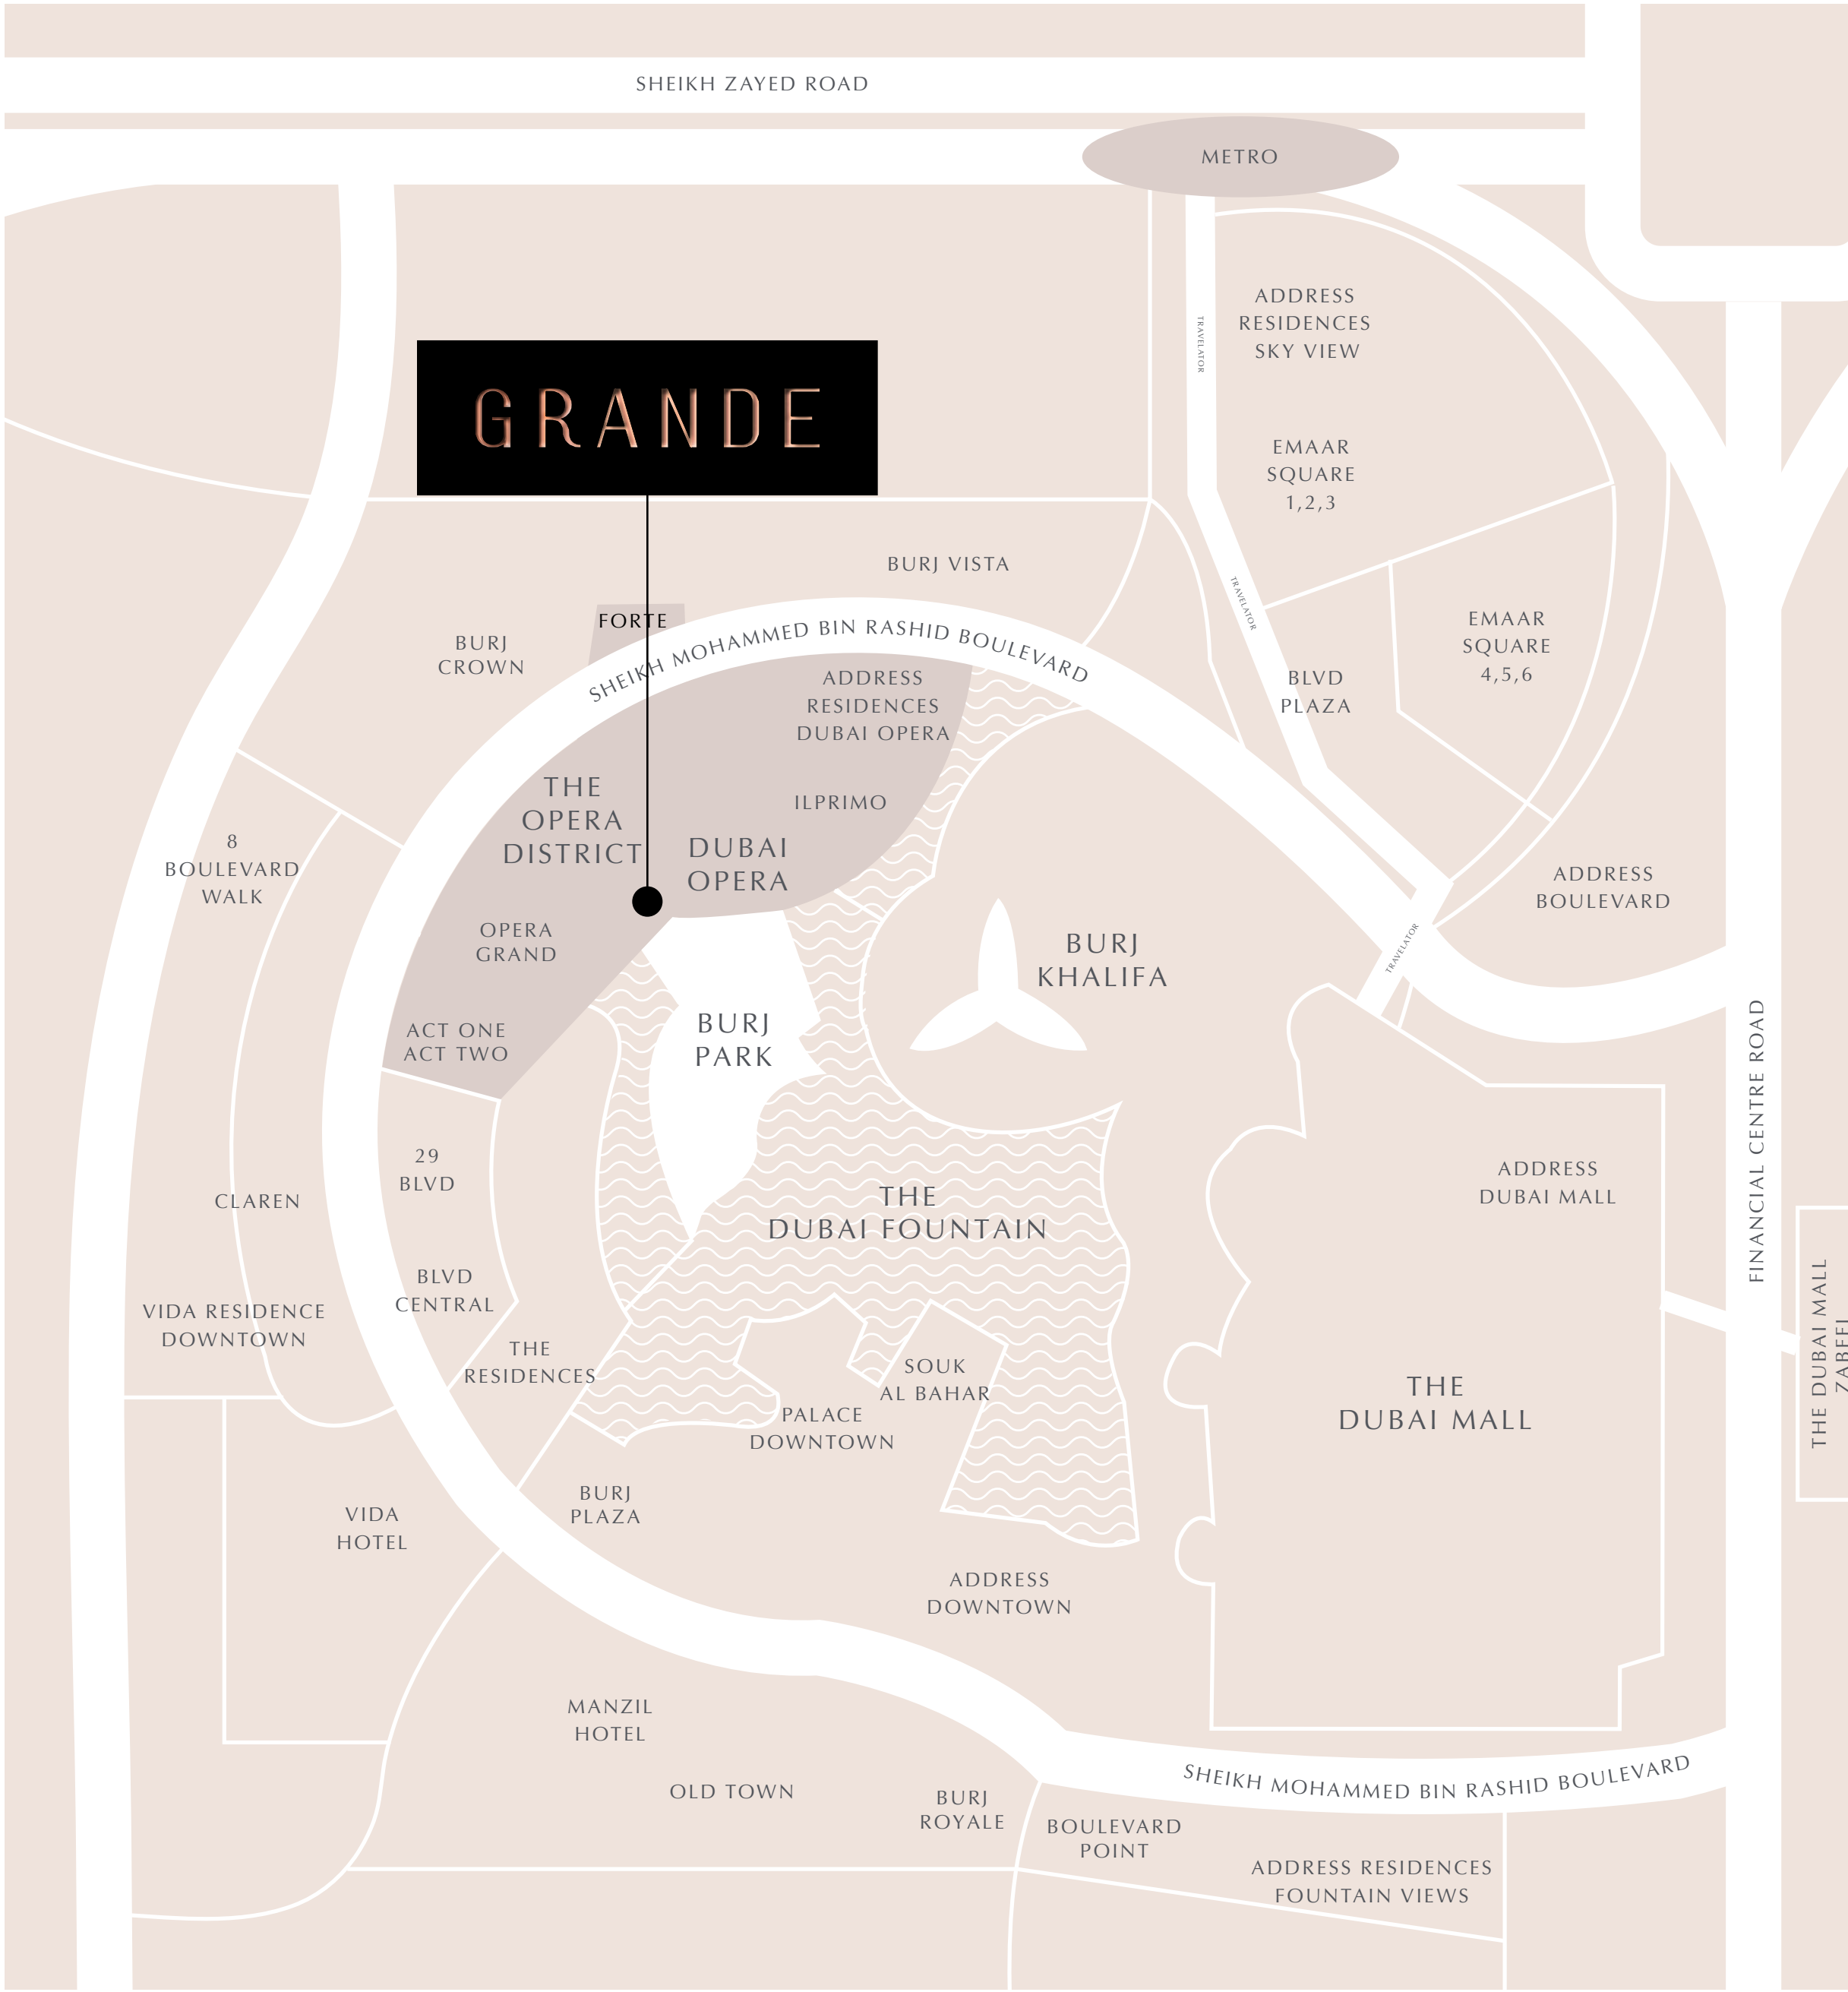 SHEIKH ZAYED ROAD
METRO
ADDRESS
RESIDENCES
SKY VIEW
TRAVELATOR
GRANDE
EMAAR
SQUARE
1,2,3
BURJ VISTA
TRAVELATOR
FORTE
SHEIKH MOHAMMED BIN RASHID BOULEVARD
BURJ
CROWN
EMAAR
SQUARE
4,5,6
ADDRESS
RESIDENCES
DUBAI OPERA
BLVD
PLAZA
THE
OPERA
DISTRICT
ILPRIMO
DUBAI
OPERA
8
BOULEVARD
WALK
ADDRESS
BOULEVARD
OPERA
GRAND
BURJ
KHALIFA
TRAVELATOR
ACT ONE
ACT TWO
BURJ
PARK
FINANCIAL CENTRE ROAD
29
BLVD
ADDRESS
DUBAI MALL
CLAREN
THE
DUBAI FOUNTAIN
BLVD
CENTRAL
VIDA RESIDENCE
DOWNTOWN
THE
RESIDENCES
SOUK
AL BAHAR
THE DUBAI MALL
ZABEEL
PALACE
DOWNTOWN
THE
DUBAI MALL
BURJ
PLAZA
VIDA
HOTEL
ADDRESS
DOWNTOWN
MANZIL
HOTEL
OLD TOWN
SHEIKH MOHAMMED BIN RASHID BOULEVARD
BURJ
ROYALE
BOULEVARD
POINT
ADDRESS RESIDENCES
FOUNTAIN VIEWS